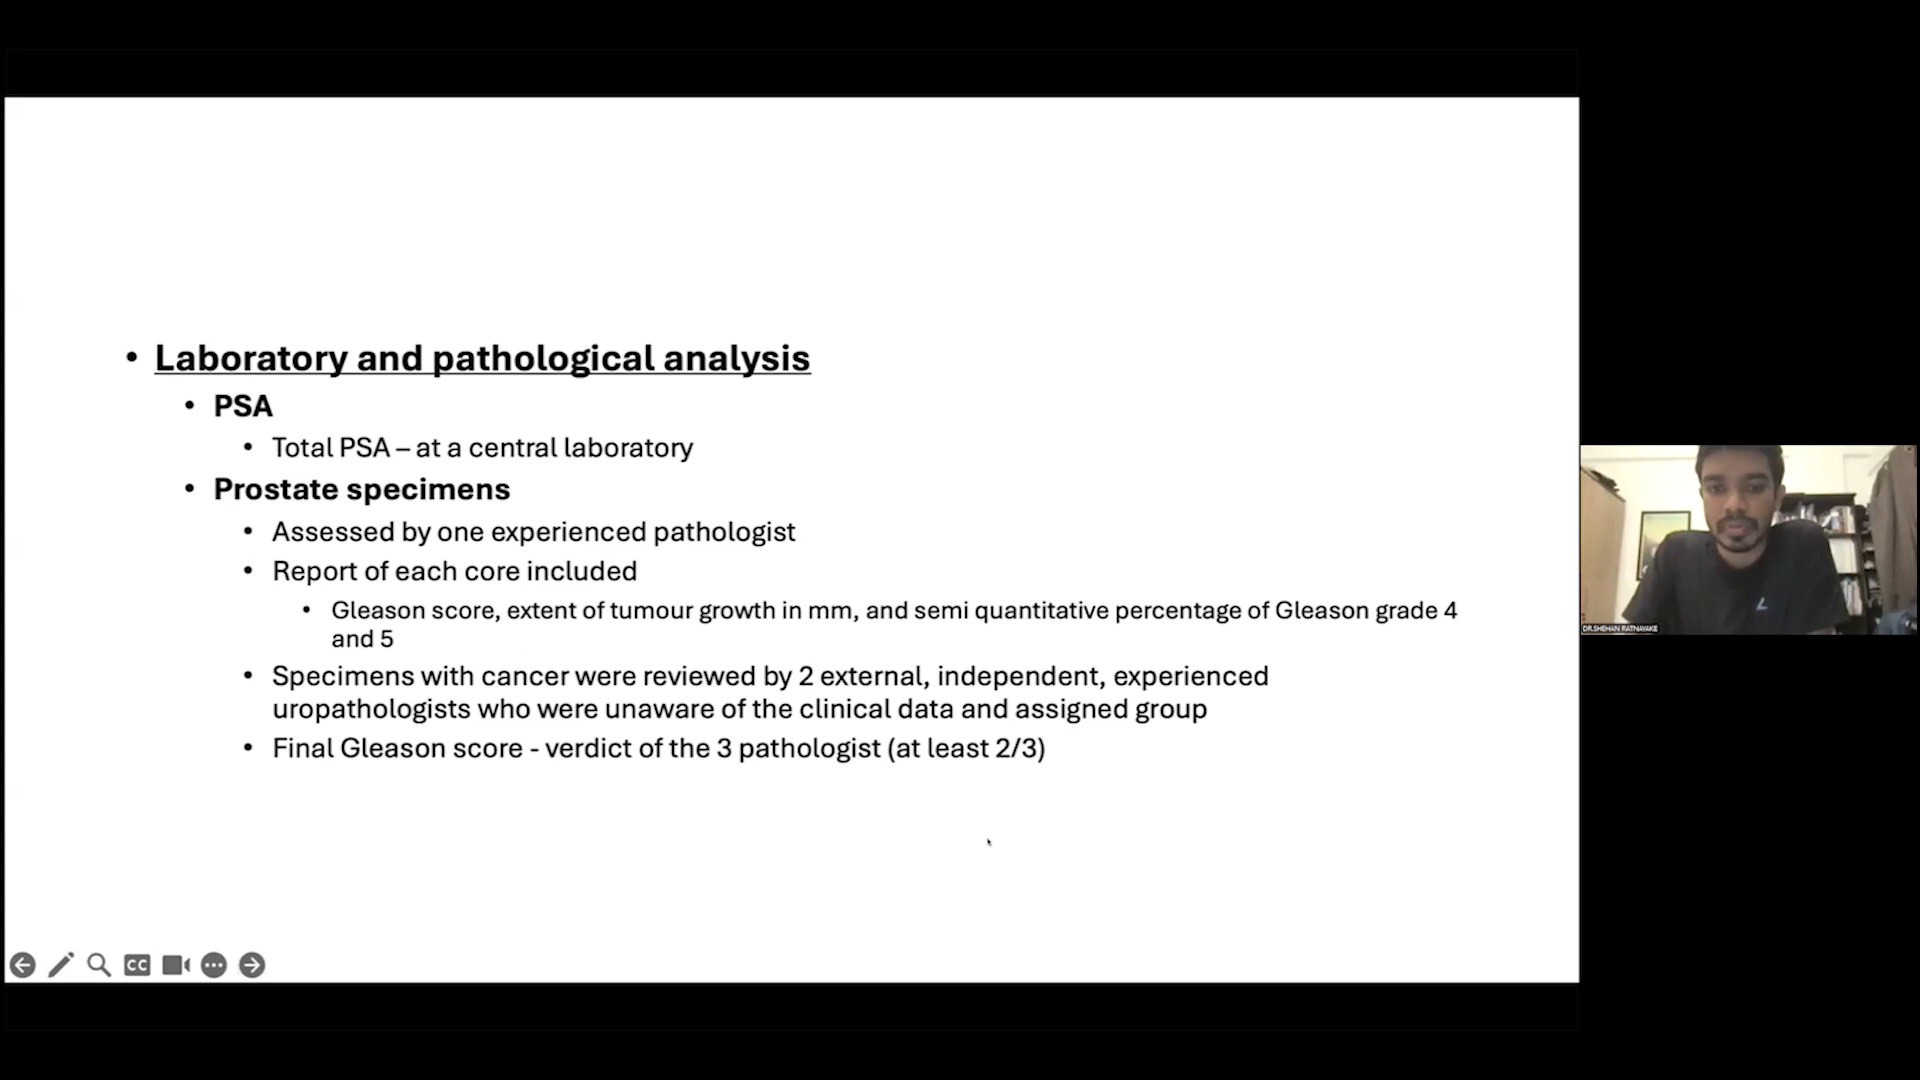 • Laboratory and pathological analysis
• PSA
• Total PSA – at a central laboratory
• Prostate specimens
• Assessed by one experienced pathologist
• Report of each core included
• Gleason score, extent of tumour growth in mm, and semi quantitative percentage of Gleason grade 4
and 5
• Specimens with cancer were reviewed by 2 external, independent, experienced
uropathologists who were unaware of the clinical data and assigned group
• Final Gleason score - verdict of the 3 pathologist (at least 2/3)
CC
DR.SHEHAN RATNAYAKE